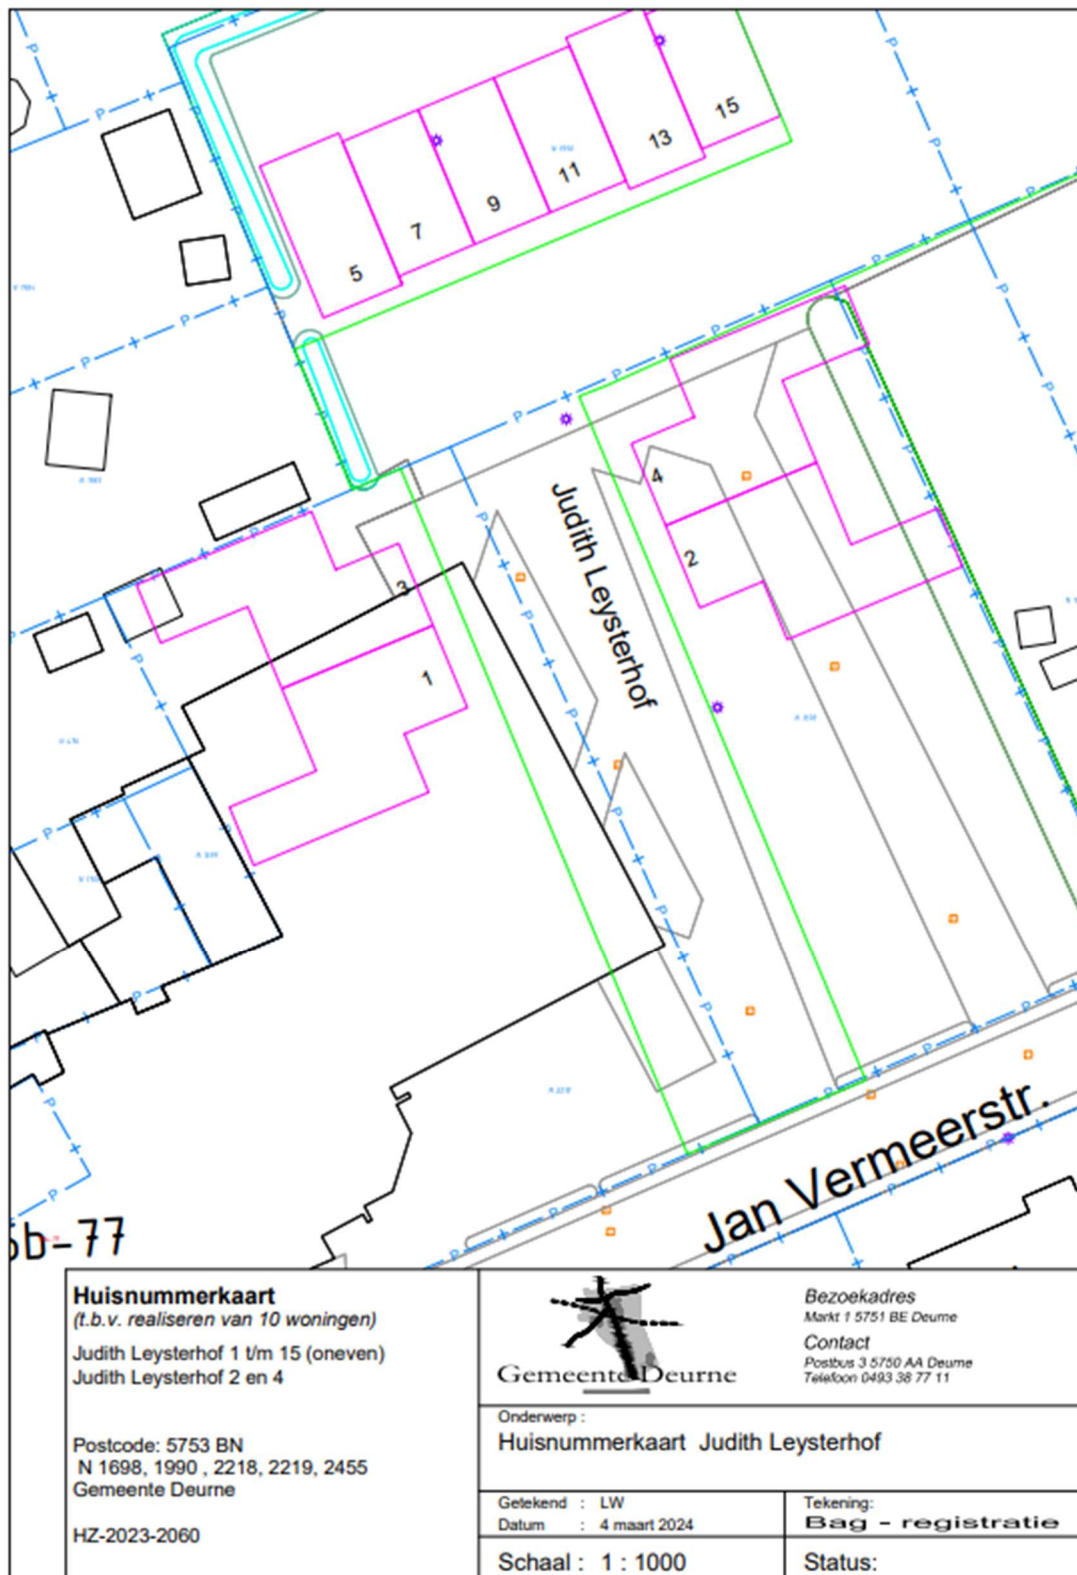 15
13
11
9
7
5
4
2
3
1
Judith Leysterhof
Jan Vermeerstr.
b-77
Huisnummerkaart
(t.b.v. realiseren van 10 woningen)
Judith Leysterhof 1 t/m 15 (oneven)
Judith Leysterhof 2 en 4
Postcode: 5753 BN
N 1698, 1990 , 2218, 2219, 2455
Gemeente Deurne
HZ-2023-2060
Gemeente Deurne
Bezoekadres
Markt 1 5751 BE Deurne
Contact
Postbus 3 5750 AA Deurne
Telefoon 0493 38 77 11
Onderwerp :
Huisnummerkaart Judith Leysterhof
Getekend : LW
Datum : 4 maart 2024
Tekening:
Bag - registratie
Schaal : 1 : 1000
Status: